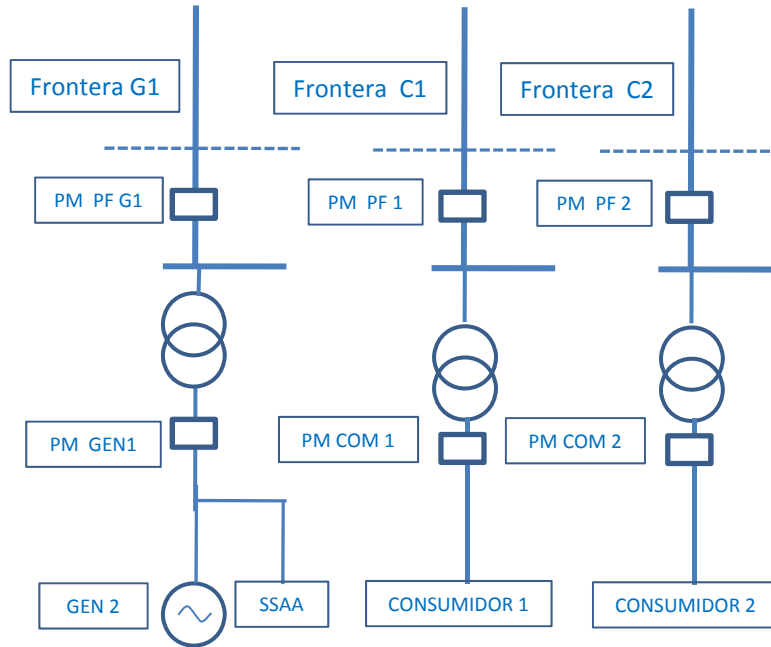 Frontera G1
Frontera C1
Frontera C2
PM PF G1
PM PF 1
PM PF 2
PM GEN1
PM COM 1
PM COM 2
GEN 2
SSAA
CONSUMIDOR 1
CONSUMIDOR 2